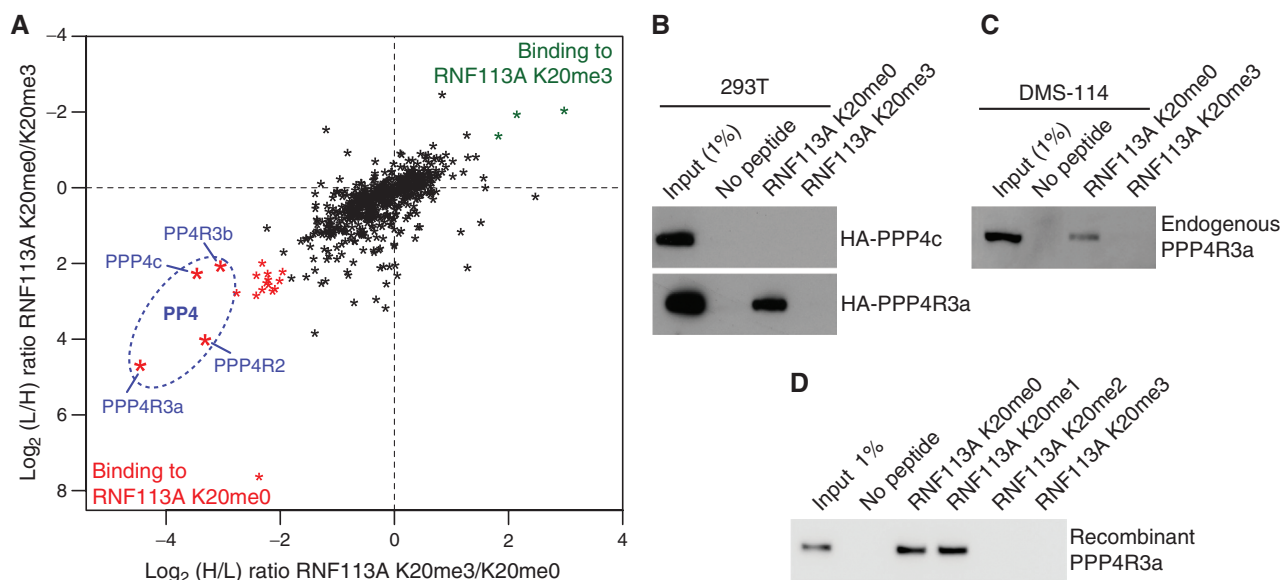 A
Log2 (L/H) ratio RNF113A K20me0/K20me3
−4
−2
0
2
4
6
8
Binding to
RNF113A K20me3
PP4R3b
PPP4c
PP4
PPP4R2
PPP4R3a
Binding to
RNF113A K20me0
−4
−2
0
2
4
Log2 (H/L) ratio RNF113A K20me3/K20me0
B
293T
Input (1%)
No peptide
RNF113A K20me0
RNF113A K20me3
HA-PPP4c
HA-PPP4R3a
C
DMS-114
Input (1%)
No peptide
RNF113A K20me0
RNF113A K20me3
Endogenous
PPP4R3a
D
Input 1%
No peptide
RNF113A K20me0
RNF113A K20me1
RNF113A K20me2
RNF113A K20me3
Recombinant
PPP4R3a